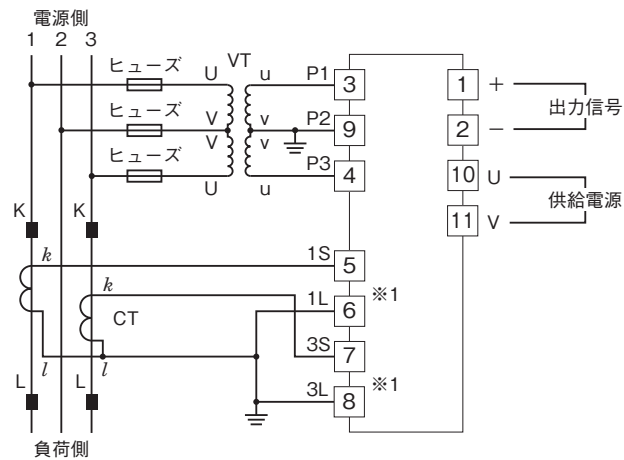 電源側
1 2 3
ヒューズ U VT u P1 3 1 +
出力信号
ヒューズ V v P2 9 2 −
ヒューズ V v
U u P3 4 10 U
供給電源
11 V
K K
k 1S 5
k 1L 6 ※1
CT
3S 7
l l
L L 3L 8 ※1
負荷側